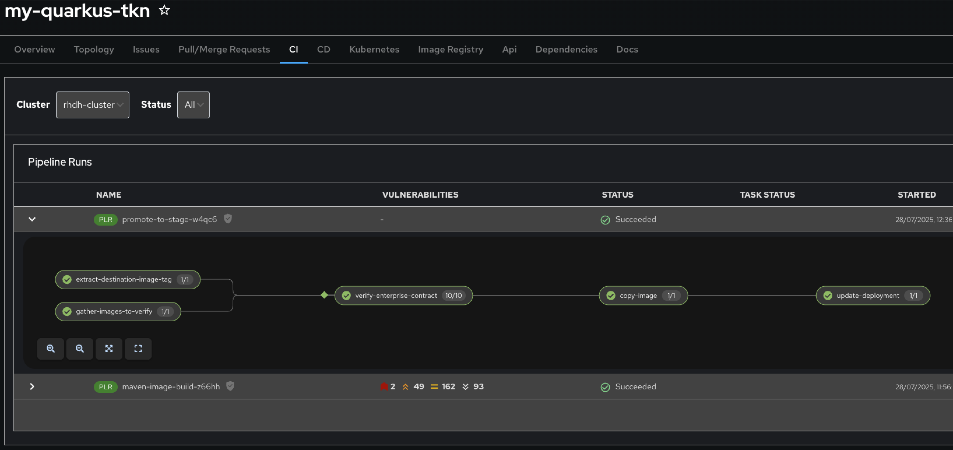 my-quarkus-tkn
Overview Topology Issues Pull/Merge Requests CI CD Kubernetes Image Registry Api Dependencies Docs
Cluster rhdh-cluster Status All
Pipeline Runs
NAME VULNERABILITIES STATUS TASK STATUS STARTED
PLR promote-to-stage-w4qc6 - Succeeded 28/07/2025, 12:36
extract-destination-image-tag 1/1
gather-images-to-verify 1/1
verify-enterprise-contract 10/10
copy-image 1/1
update-deployment 1/1
PLR maven-image-build-z66hh 2 49 162 93 Succeeded 28/07/2025, 11:56